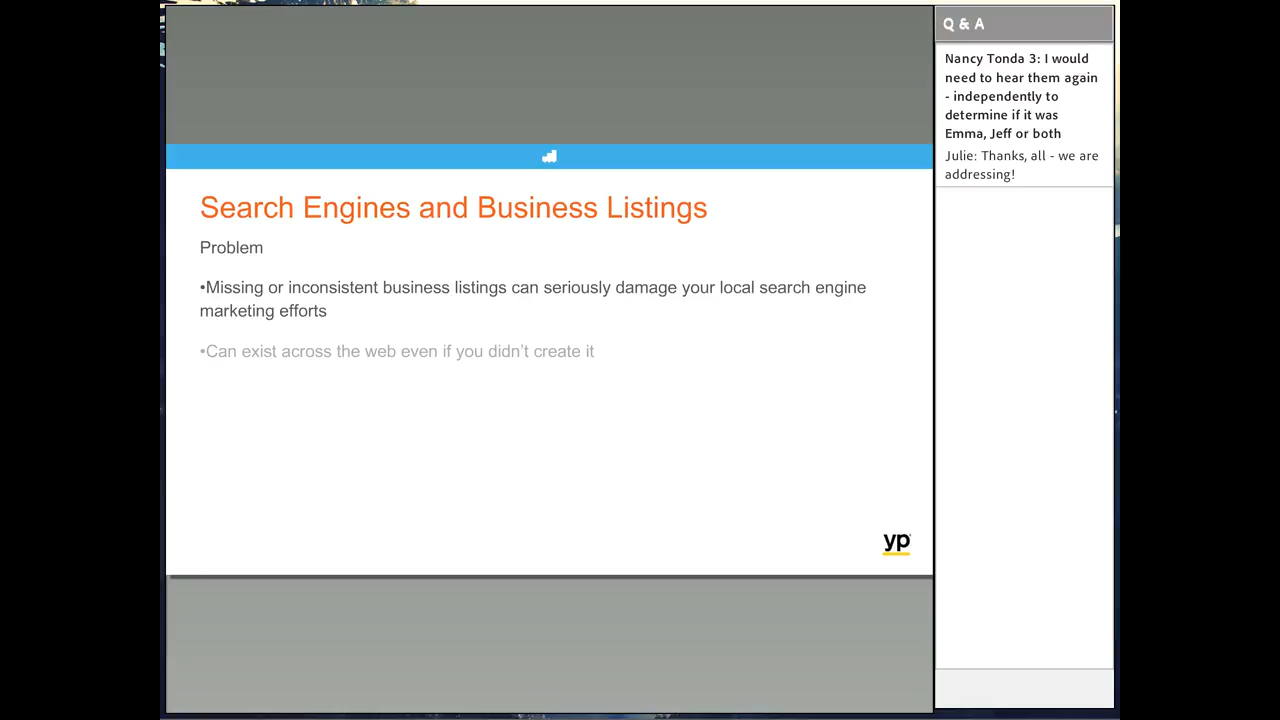 Search Engines and Business Listings
Problem
•Missing or inconsistent business listings can seriously damage your local search engine
marketing efforts
•Can exist across the web even if you didn’t create it
yp
Q & A
Nancy Tonda 3: I would
need to hear them again
- independently to
determine if it was
Emma, Jeff or both
Julie: Thanks, all - we are
addressing!